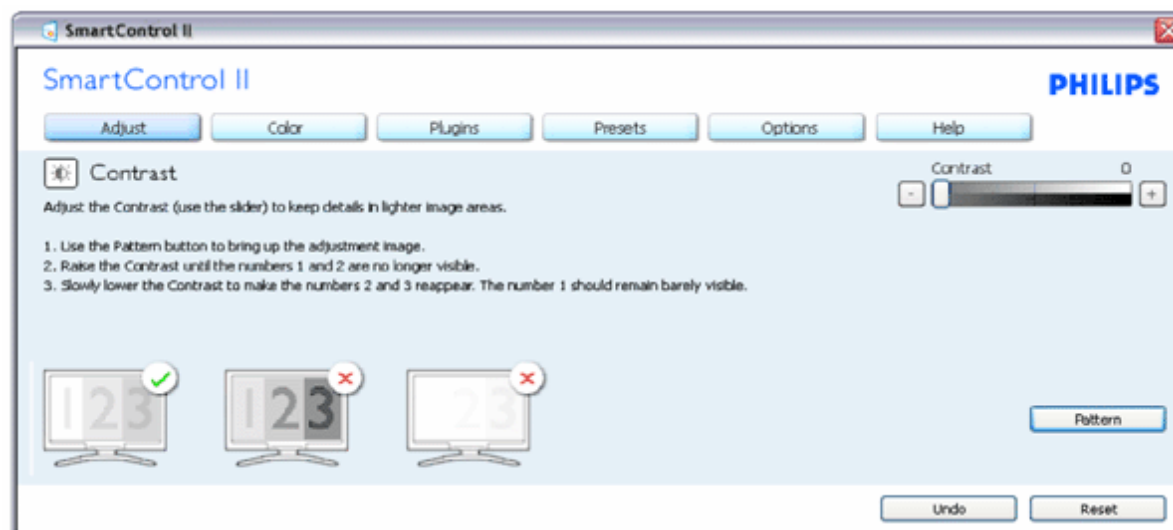 SmartControl II
SmartControl II
PHILIPS
Adjust Color Plugins Presets Options Help
Contrast
Contrast 0
- +
Adjust the Contrast (use the slider) to keep details in lighter image areas.
1. Use the Pattern button to bring up the adjustment image.
2. Raise the Contrast until the numbers 1 and 2 are no longer visible.
3. Slowly lower the Contrast to make the numbers 2 and 3 reappear. The number 1 should remain barely visible.
123 123 23
Pattern
Undo Reset